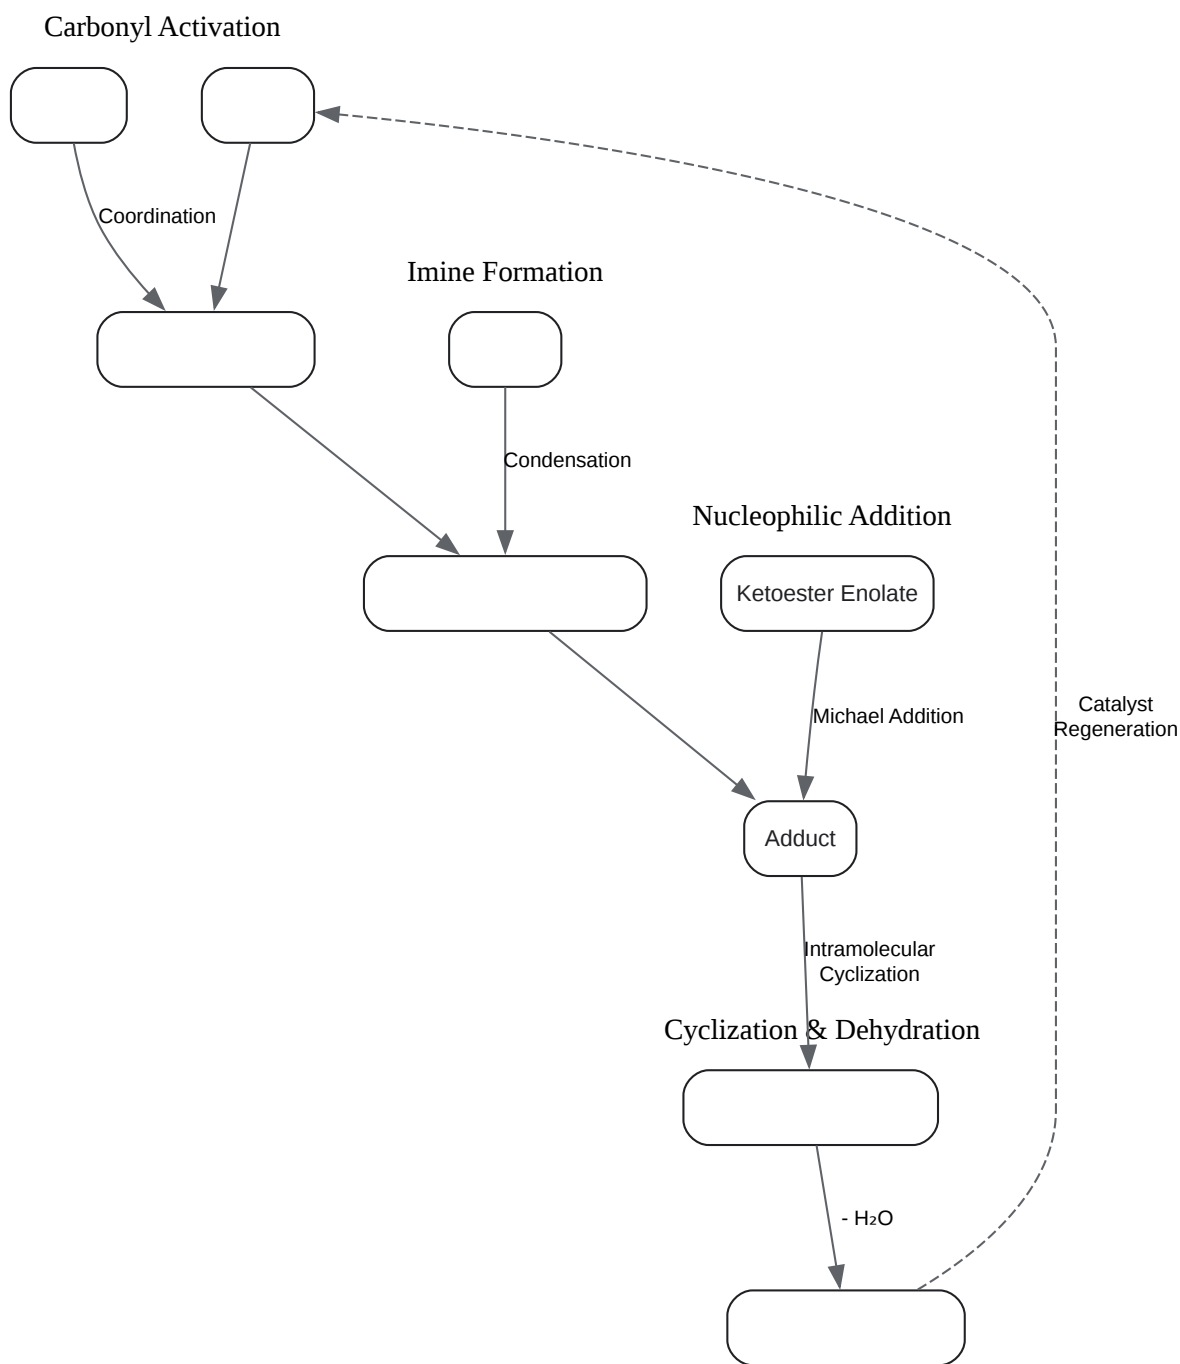 Carbonyl Activation
Coordination
Imine Formation
Condensation
Nucleophilic Addition
Ketoester Enolate
Michael Addition
Catalyst
Regeneration
Adduct
Intramolecular
Cyclization
Cyclization & Dehydration
- H₂O